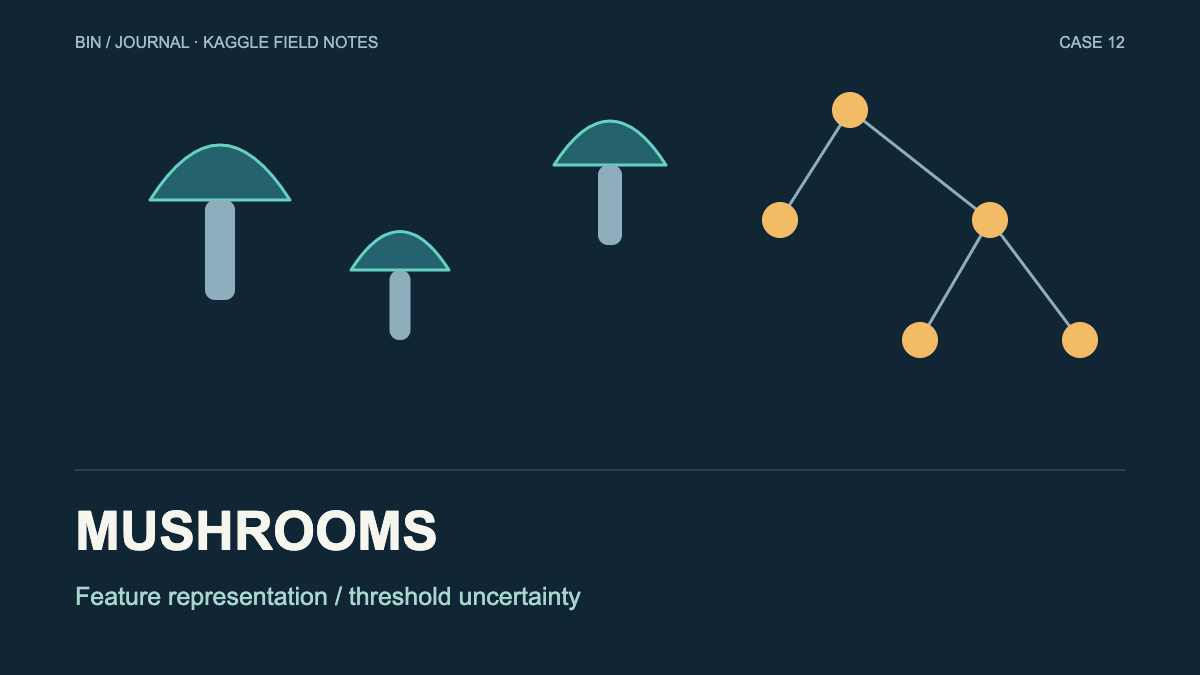 BIN / JOURNAL · KAGGLE FIELD NOTES
CASE 12
MUSHROOMS
Feature representation / threshold uncertainty